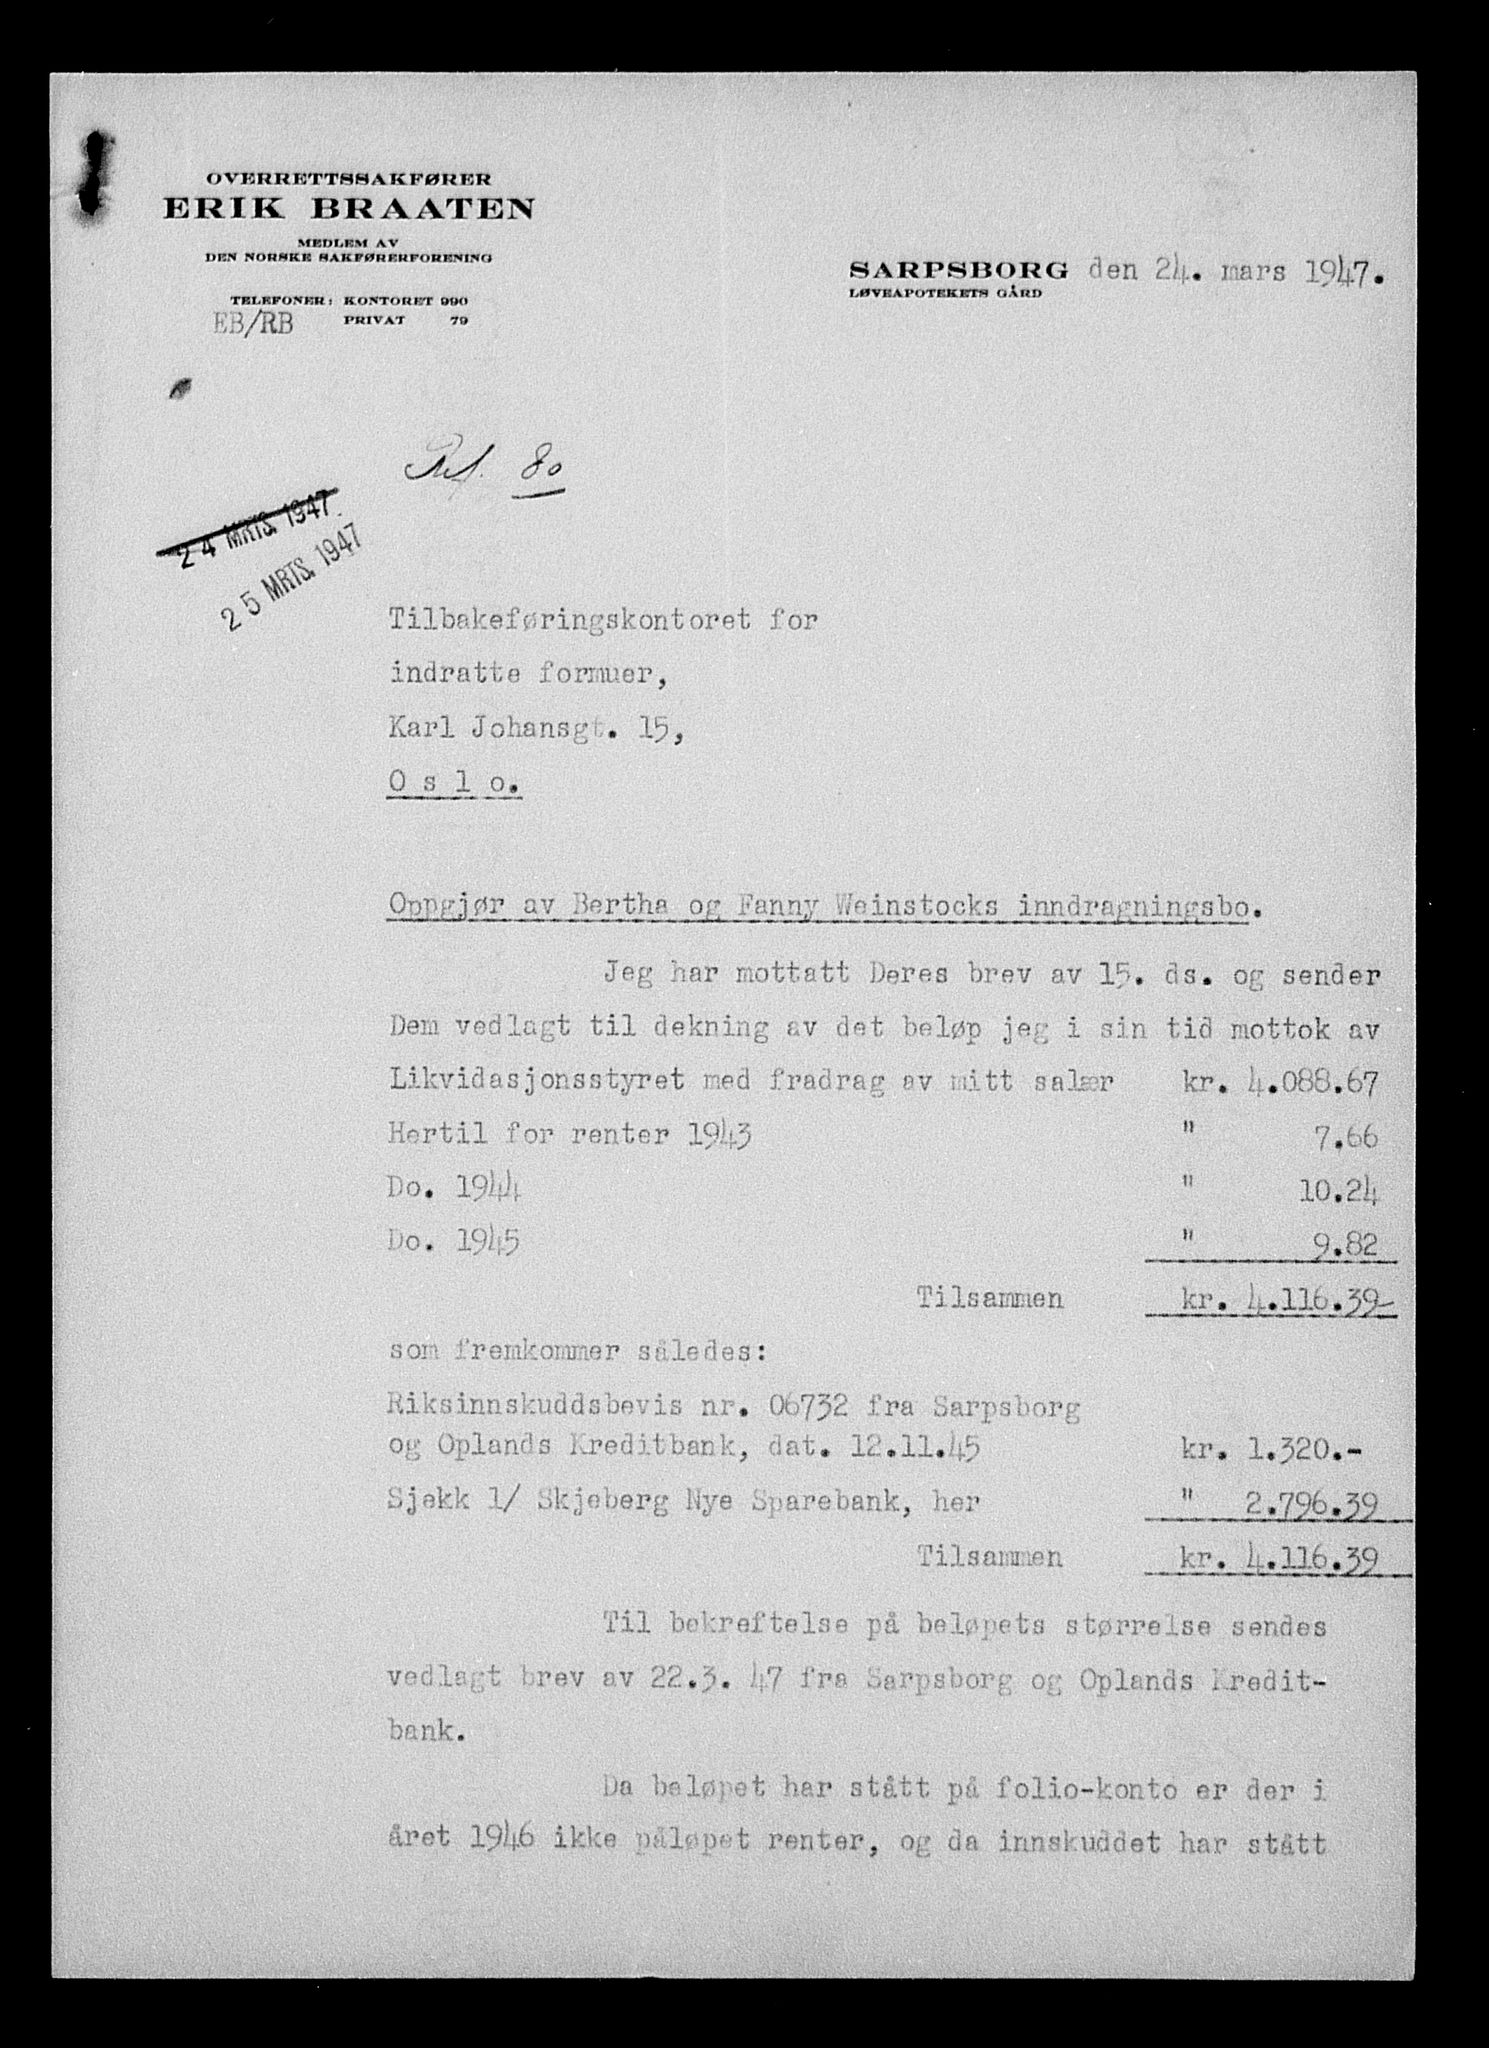 OVERRETTSSAKFØRER
ERIK BRAATEN
MEDLEM AV
DEN NORSKE SAKFØRERFORENING
TELEFONER: KONTORET 990
PRIVAT 79
EB/RB
SARPSBORG den 24. mars 1947.
LØVEAPOTEKETS GÅRD
Ref. 80
24 MRTS. 1947
25 MRTS. 1947
Tilbakeføringskontoret for
indratte formuer,
Karl Johansgt. 15,
O s l o.
Oppgjør av Bertha og Fanny Weinstocks inndragningsbo.
Jeg har mottatt Deres brev av 15. ds. og sender
Dem vedlagt til dekning av det beløp jeg i sin tid mottok av
Likvidasjonsstyret med fradrag av mitt salær kr. 4.088.67
Hertil for renter 1943 " 7.66
Do. 1944 " 10.24
Do. 1945 " 9.82
Tilsammen kr. 4.116.39
som fremkommer således:
Riksinnskuddsbevis nr. 06732 fra Sarpsborg
og Oplands Kreditbank, dat. 12.11.45 kr. 1.320.-
Sjekk 1/ Skjeberg Nye Sparebank, her " 2.796.39
Tilsammen kr. 4.116.39
Til bekreftelse på beløpets størrelse sendes
vedlagt brev av 22.3. 47 fra Sarpsborg og Oplands Kredit-
bank.
Da beløpet har stått på folio-konto er der i
året 1946 ikke påløpet renter, og da innskuddet har stått